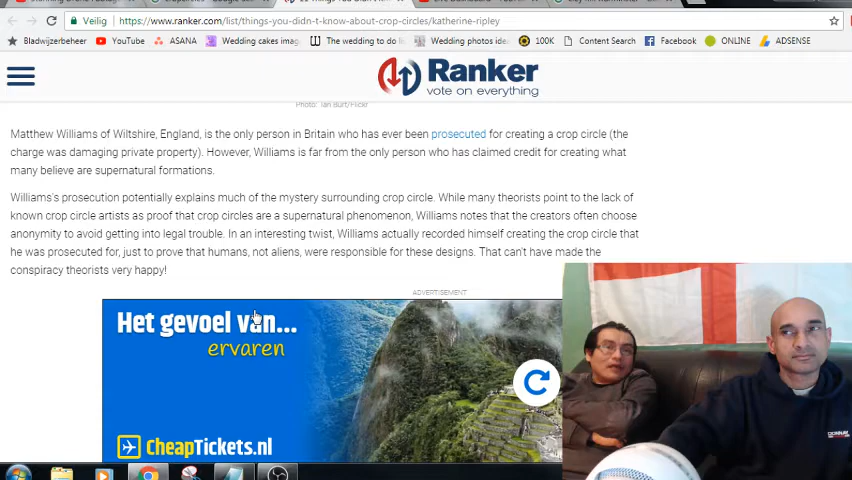 Veilig
https://www.ranker.com/list/things-you-didn-t-know-about-crop-circles/katherine-ripley
Bladwijzerbeheer YouTube ASANA Wedding cakes imag The wedding to do li Wedding photos idea 100K Content Search Facebook ONLINE ADSENSE
Ranker
vote on everything
Photo: Ian Burt/Flickr
Matthew Williams of Wiltshire, England, is the only person in Britain who has ever been prosecuted for creating a crop circle (the
charge was damaging private property). However, Williams is far from the only person who has claimed credit for creating what
many believe are supernatural formations.
Williams's prosecution potentially explains much of the mystery surrounding crop circle. While many theorists point to the lack of
known crop circle artists as proof that crop circles are a supernatural phenomenon, Williams notes that the creators often choose
anonymity to avoid getting into legal trouble. In an interesting twist, Williams actually recorded himself creating the crop circle that
he was prosecuted for, just to prove that humans, not aliens, were responsible for these designs. That can't have made the
conspiracy theorists very happy!
ADVERTISEMENT
Het gevoel van...
ervaren
CheapTickets.nl